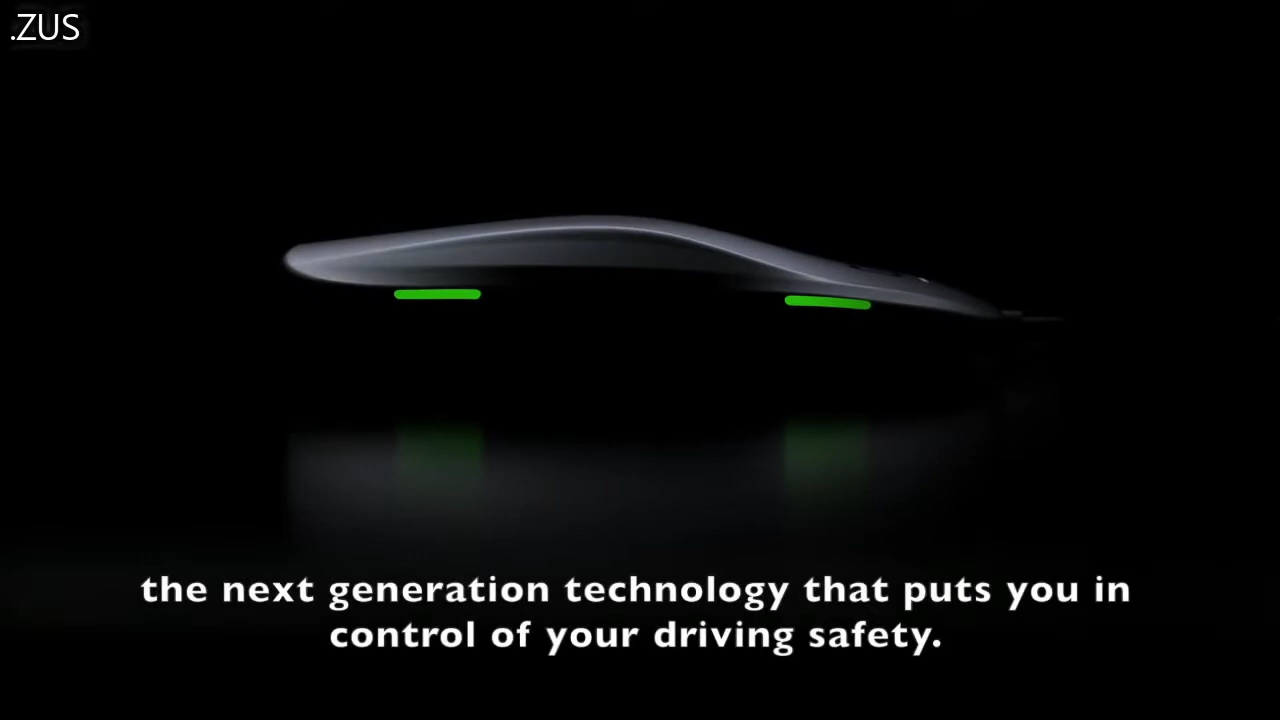 .ZUS
the next generation technology that puts you in
control of your driving safety.